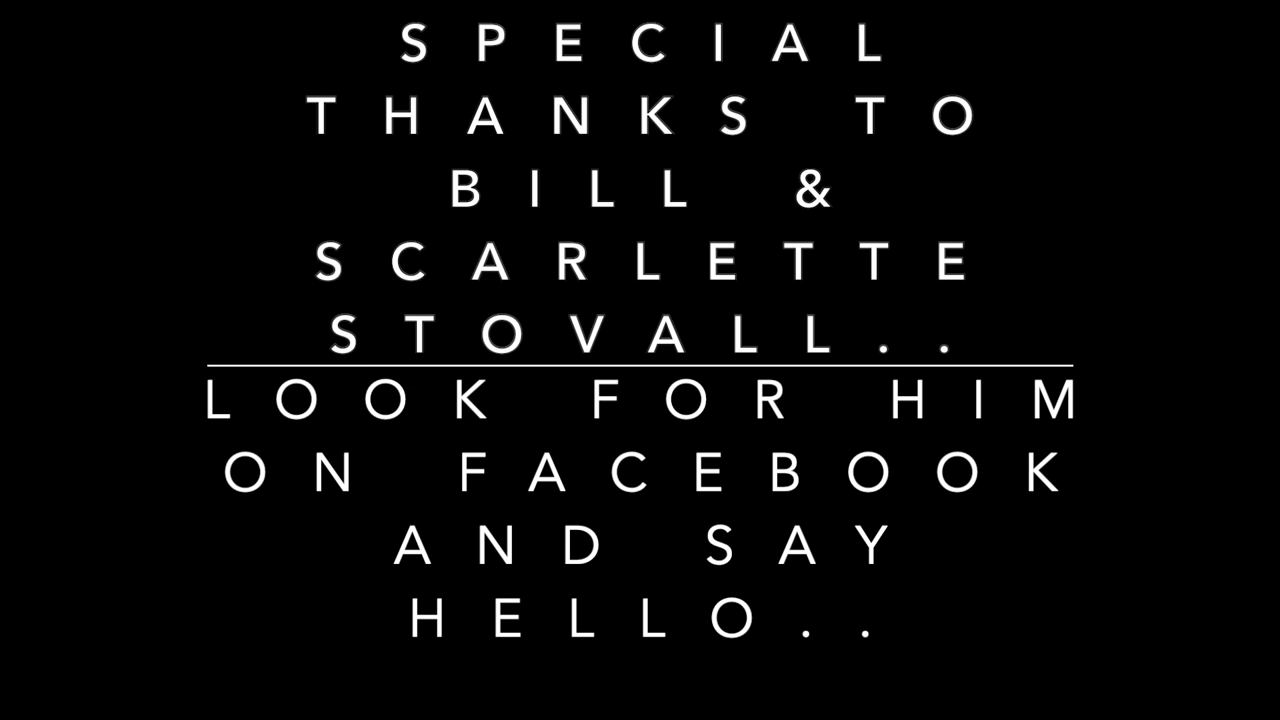 SPECIAL
THANKS TO
BILL &
SCARLETTE
STOVALL..
LOOK FOR HIM
ON FACEBOOK
AND SAY
HELLO..